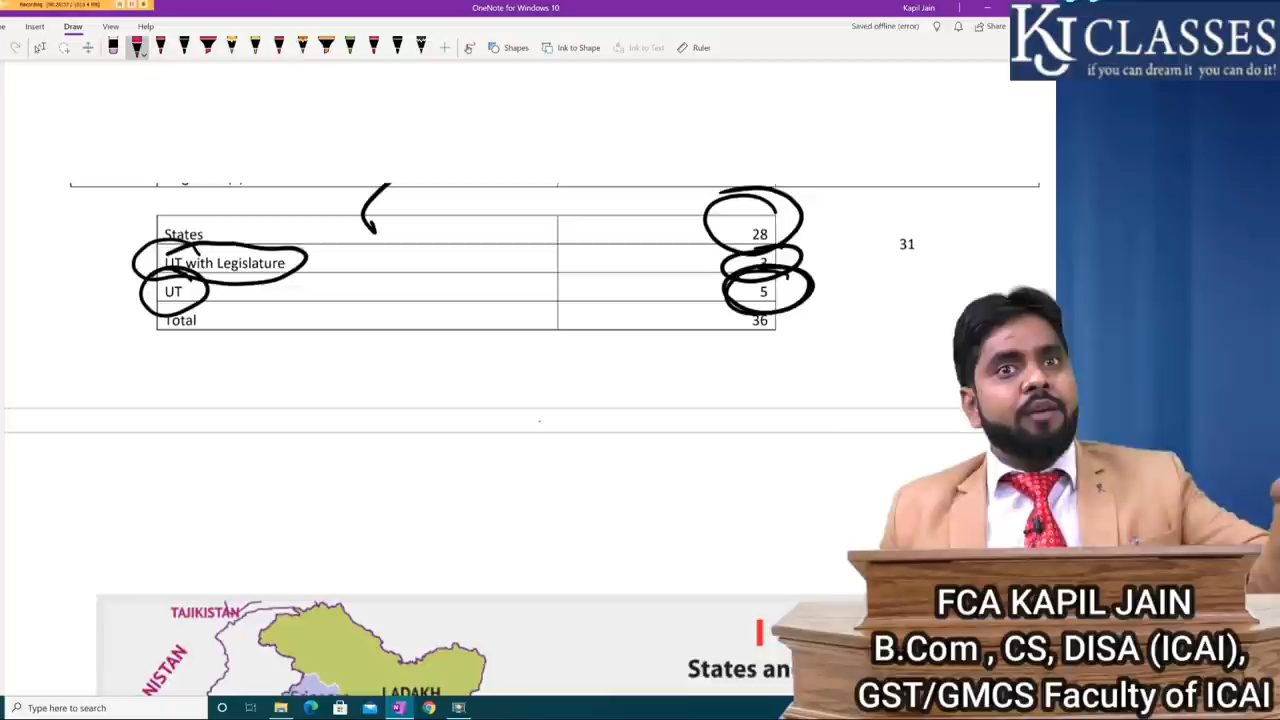 OneNote for Windows 10
Kapil Jain
Insert Draw View Help
Saved offline (error) Share
Shapes Ink to Shape Ink to Text Ruler
KJ CLASSES
if you can dream it you can do it!
States 28
31
UT with Legislature 3
UT 5
Total 36
TAJIKISTAN
NISTAN
LADAKH
I
States an
FCA KAPIL JAIN
B.Com , CS, DISA (ICAI),
GST/GMCS Faculty of ICAI
Type here to search